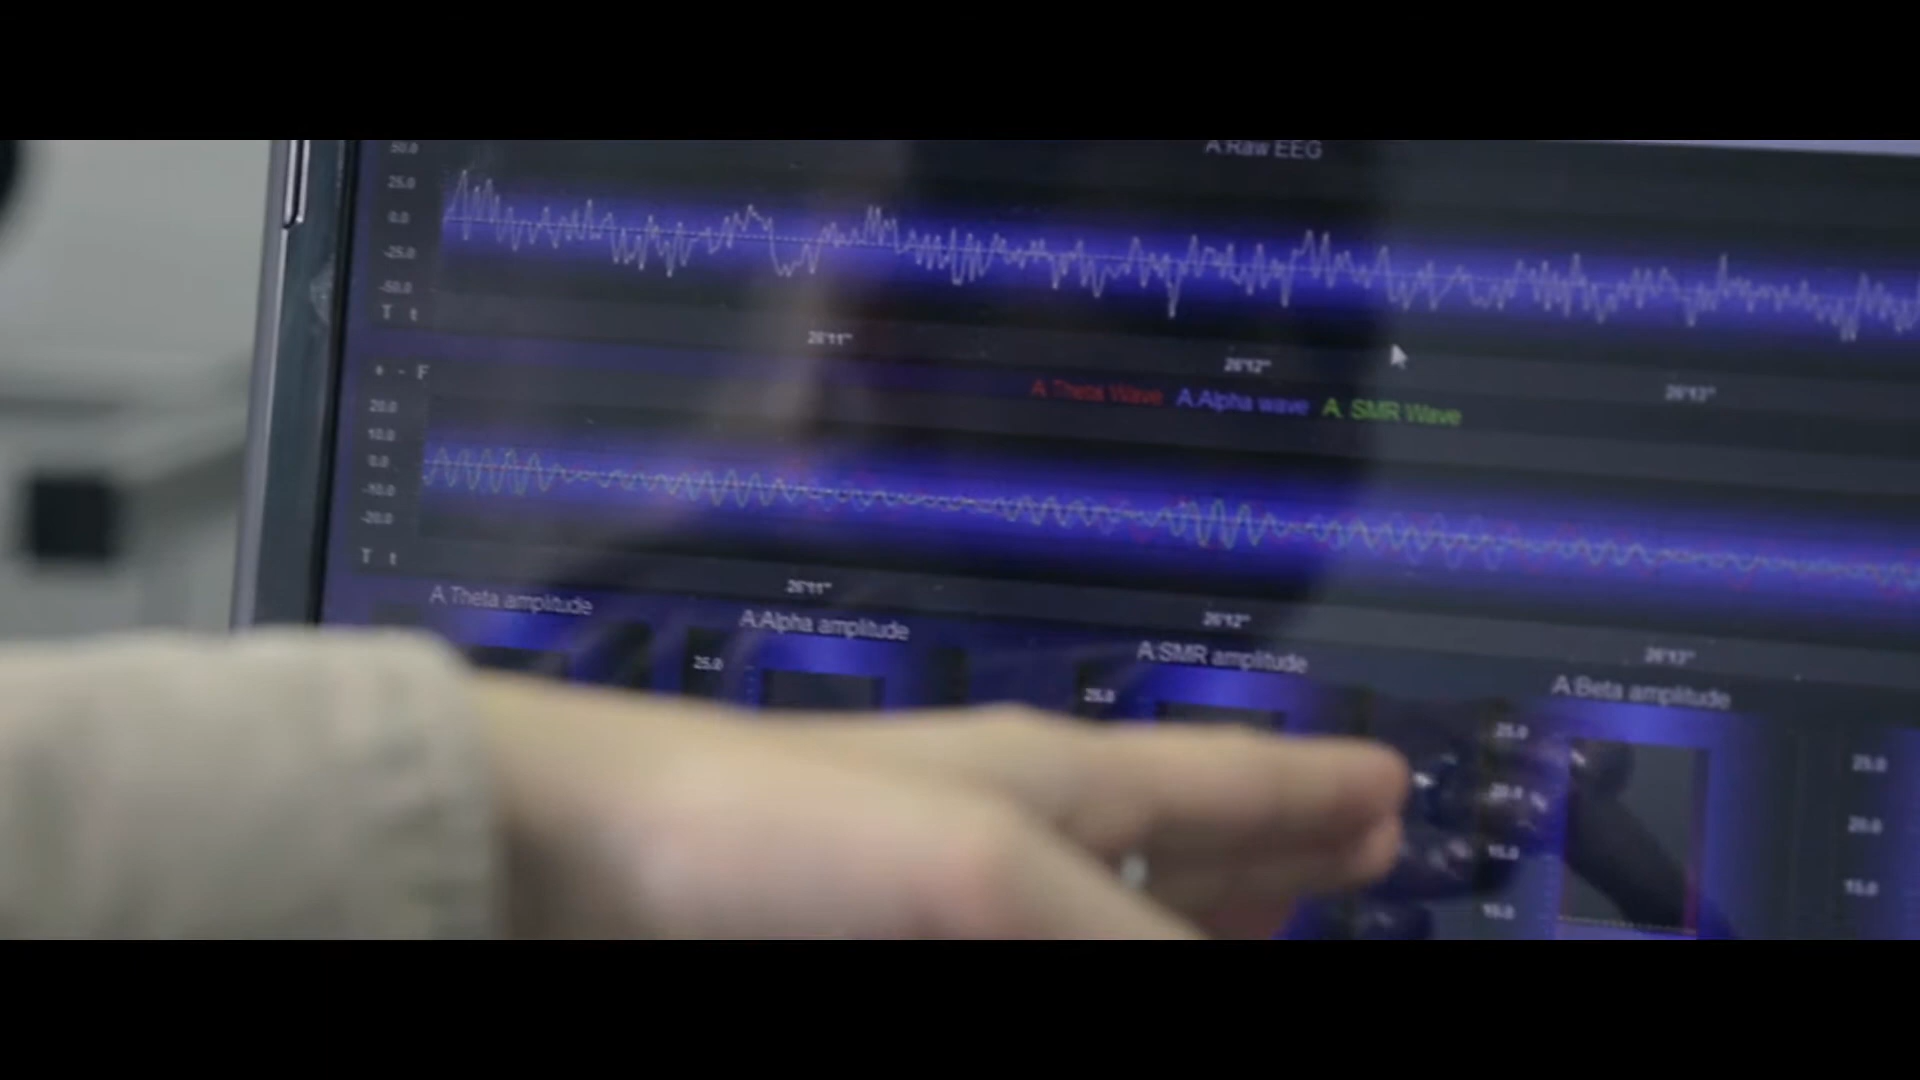 50.0
A:Raw EEG
25.0
0.0
-25.0
-50.0
T t
26'11" 26'12" 26'13"
+ - F
A:Theta Wave A:Alpha wave A: SMR Wave
20.0
10.0
0.0
-10.0
-20.0
T t
26'11" 26'12" 26'13"
A:Theta amplitude A:Alpha amplitude A:SMR amplitude A:Beta amplitude
25.0 25.0 25.0 25.0
20.0 20.0
15.0 15.0
10.0